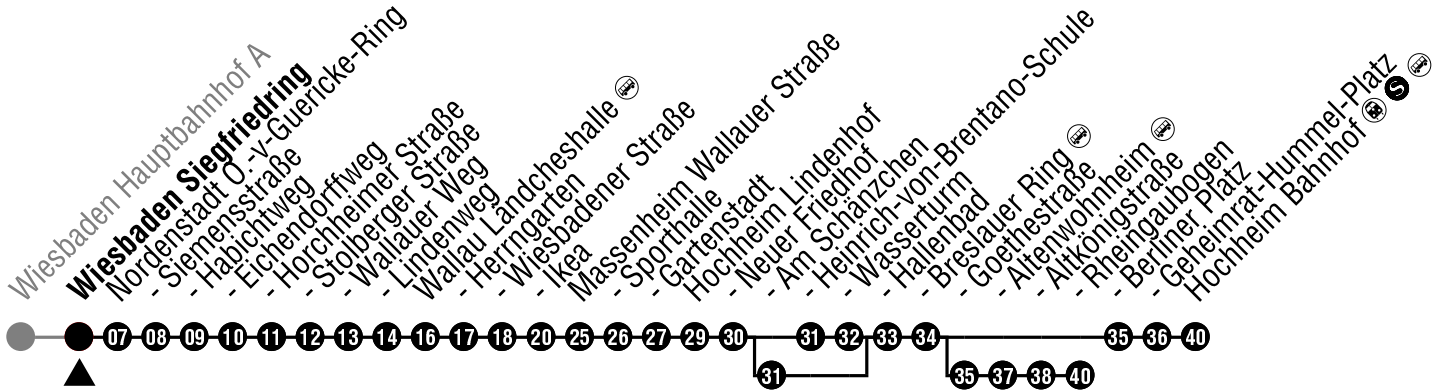 Wiesbaden Hauptbahnhof A
Wiesbaden Siegfriedring
Nordenstadt O.-v-Guericke-Ring
- Siemensstraße
- Habichtweg
- Eichendorffweg
- Horchheimer Straße
- Stolberger Straße
- Wallauer Weg
- Lindenweg
Wallau Ländcheshalle
- Herrngarten
- Wiesbadener Straße
- Ikea
Massenheim Wallauer Straße
- Sporthalle
- Gartenstadt
Hochheim Lindenhof
- Neuer Friedhof
- Am Schänzchen
- Heinrich-von-Brentano-Schule
- Wasserturm
- Hallenbad
- Breslauer Ring
- Goethestraße
- Altenwohnheim
- Altkönigstraße
- Rheingaubogen
- Berliner Platz
- Geheimrat-Hummel-Platz
Hochheim Bahnhof S
07 08 09 10 11 12 13 14 16 17 18 20 25 26 27 29 30 31 32 33 34 35 36 40
31 35 37 38 40